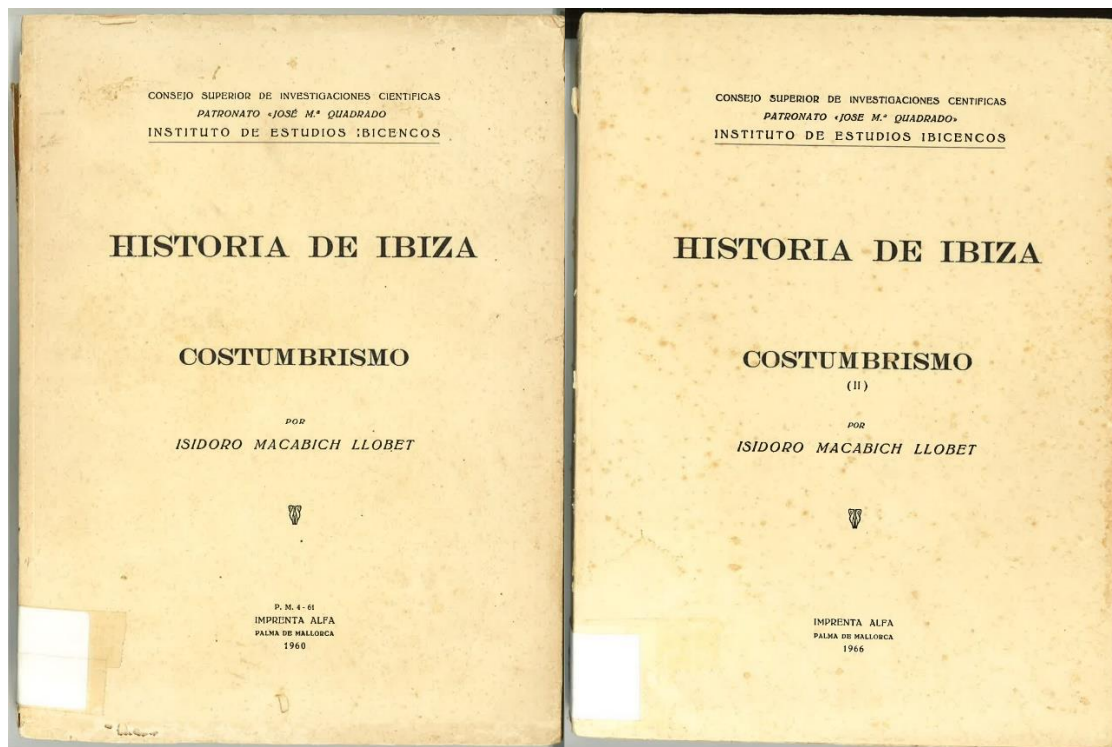 CONSEJO SUPERIOR DE INVESTIGACIONES CIENTIFICAS
PATRONATO «JOSÉ M.ª QUADRADO
INSTITUTO DE ESTUDIOS IBICENCOS
HISTORIA DE IBIZA
COSTUMBRISMO
POR
ISIDORO MACABICH LLOBET
P. M. 4 - 61
IMPRENTA ALFA
PALMA DE MALLORCA
1960
D
CONSEJO SUPERIOR DE INVESTIGACIONES CENTIFICAS
PATRONATO «JOSE M.ª QUADRADO»
INSTITUTO DE ESTUDIOS IBICENCOS
HISTORIA DE IBIZA
COSTUMBRISMO
(II)
POR
ISIDORO MACABICH LLOBET
IMPRENTA ALFA
PALMA DE MALLORCA
1966